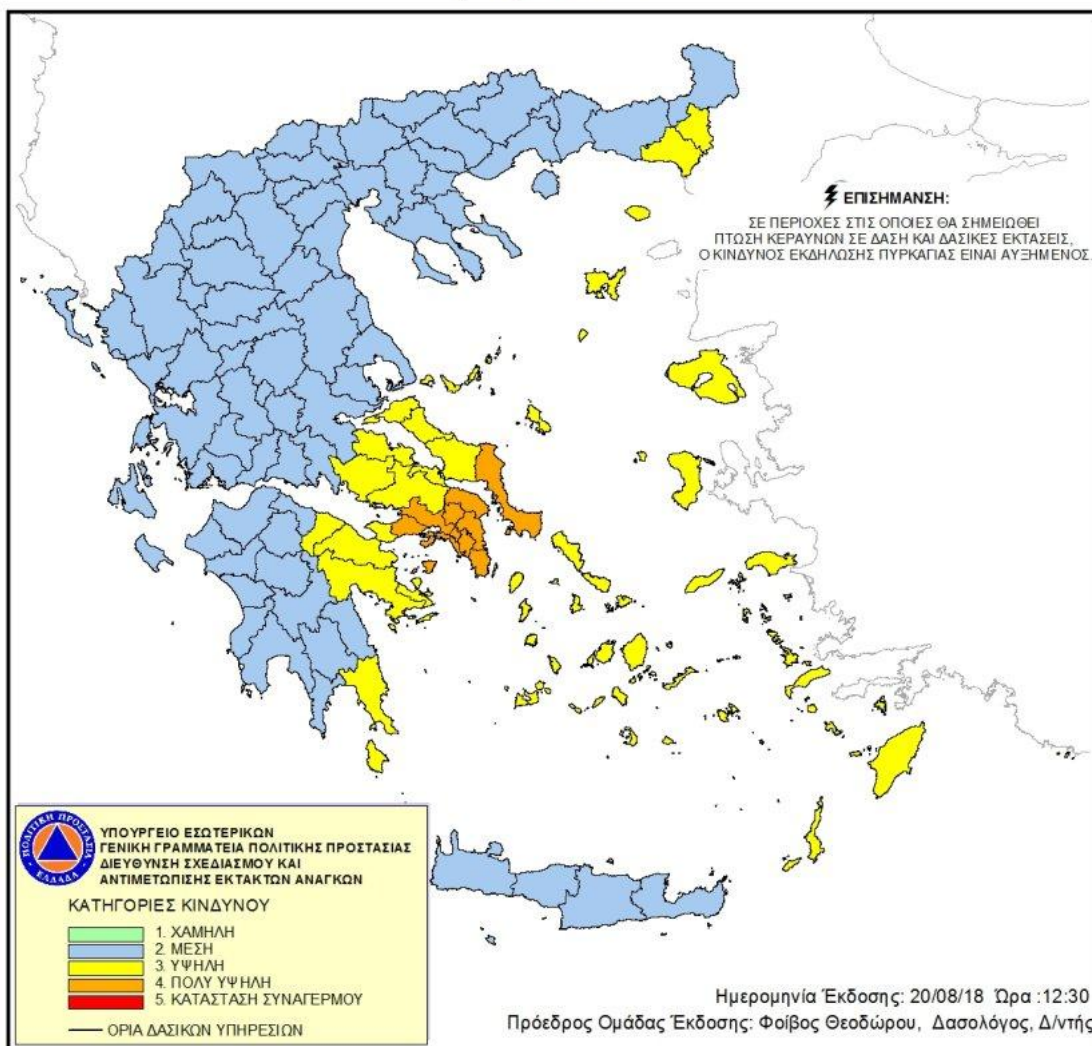 ΕΠΙΣΗΜΑΝΣΗ:
ΣΕ ΠΕΡΙΟΧΕΣ ΣΤΙΣ ΟΠΟΙΕΣ ΘΑ ΣΗΜΕΙΩΘΕΙ
ΠΤΩΣΗ ΚΕΡΑΥΝΩΝ ΣΕ ΔΑΣΗ ΚΑΙ ΔΑΣΙΚΕΣ ΕΚΤΑΣΕΙΣ,
Ο ΚΙΝΔΥΝΟΣ ΕΚΔΗΛΩΣΗΣ ΠΥΡΚΑΓΙΑΣ ΕΙΝΑΙ ΑΥΞΗΜΕΝΟΣ
ΠΟΛΙΤΙΚΗ ΠΡΟΣΤΑΣΙΑ
ΕΛΛΑΔΑ
ΥΠΟΥΡΓΕΙΟ ΕΣΩΤΕΡΙΚΩΝ
ΓΕΝΙΚΗ ΓΡΑΜΜΑΤΕΙΑ ΠΟΛΙΤΙΚΗΣ ΠΡΟΣΤΑΣΙΑΣ
ΔΙΕΥΘΥΝΣΗ ΣΧΕΔΙΑΣΜΟΥ ΚΑΙ
ΑΝΤΙΜΕΤΩΠΙΣΗΣ ΕΚΤΑΚΤΩΝ ΑΝΑΓΚΩΝ
ΚΑΤΗΓΟΡΙΕΣ ΚΙΝΔΥΝΟΥ
1. ΧΑΜΗΛΗ
2. ΜΕΣΗ
3. ΥΨΗΛΗ
4. ΠΟΛΥ ΥΨΗΛΗ
5. ΚΑΤΑΣΤΑΣΗ ΣΥΝΑΓΕΡΜΟΥ
ΟΡΙΑ ΔΑΣΙΚΩΝ ΥΠΗΡΕΣΙΩΝ
Ημερομηνία Έκδοσης: 20/08/18 Ώρα :12:30
Πρόεδρος Ομάδας Έκδοσης: Φοίβος Θεοδώρου, Δασολόγος, Δ/ντής